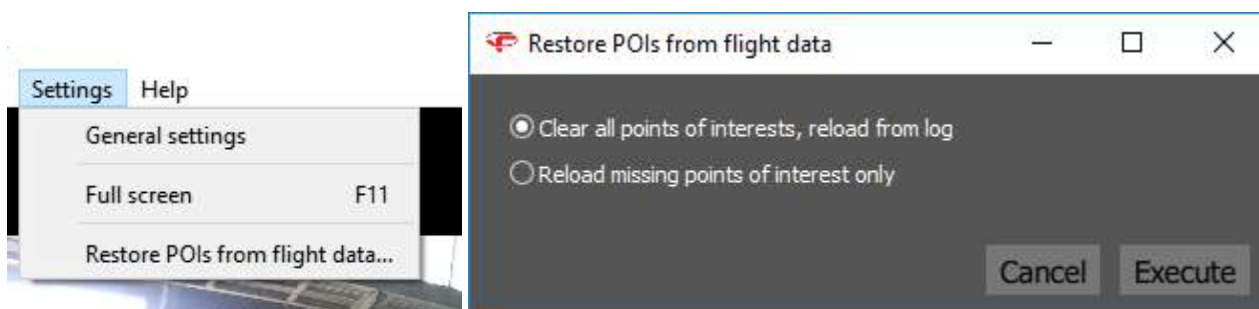 Settings Help
General settings
Full screen F11
Restore POIs from flight data...
Restore POIs from flight data
Clear all points of interests, reload from log
Reload missing points of interest only
Cancel Execute